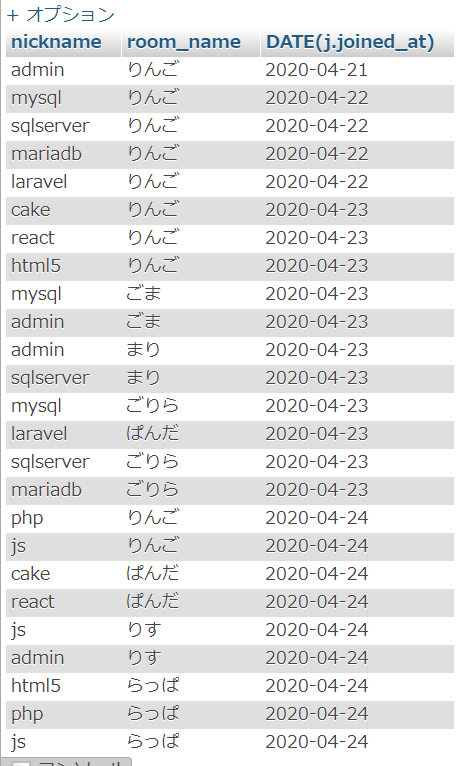 + オプション
nickname room_name DATE(j.joined_at)
admin りんご 2020-04-21
mysql りんご 2020-04-22
sqlserver りんご 2020-04-22
mariadb りんご 2020-04-22
laravel りんご 2020-04-22
cake りんご 2020-04-23
react りんご 2020-04-23
html5 りんご 2020-04-23
mysql ごま 2020-04-23
admin ごま 2020-04-23
admin まり 2020-04-23
sqlserver まり 2020-04-23
mysql ごりら 2020-04-23
laravel ぱんだ 2020-04-23
sqlserver ごりら 2020-04-23
mariadb ごりら 2020-04-23
php りんご 2020-04-24
js りんご 2020-04-24
cake ぱんだ 2020-04-24
react ぱんだ 2020-04-24
js りす 2020-04-24
admin りす 2020-04-24
html5 らっぱ 2020-04-24
php らっぱ 2020-04-24
js らっぱ 2020-04-24